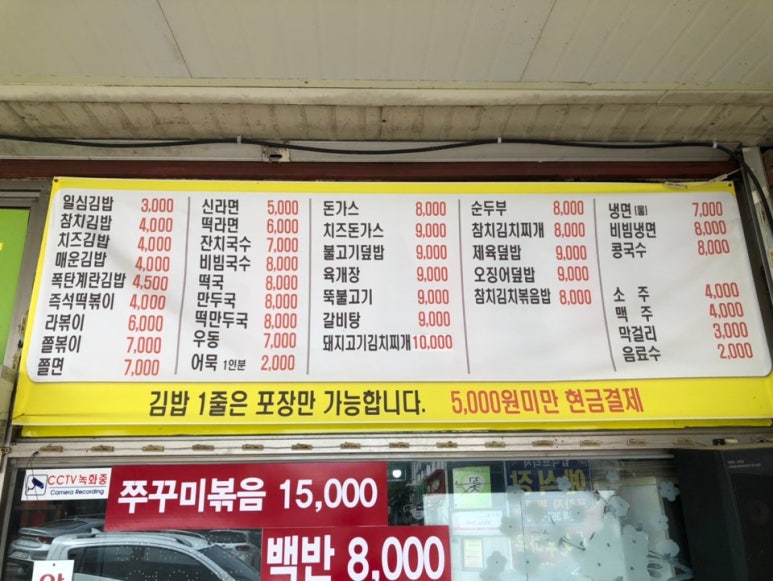 일심김밥 3,000
참치김밥 4,000
치즈김밥 4,000
매운김밥 4,000
폭탄계란김밥 4,500
즉석떡볶이 4,000
라볶이 6,000
쫄볶이 7,000
쫄면 7,000
신라면 5,000
떡라면 6,000
잔치국수 7,000
비빔국수 8,000
떡국 8,000
만두국 8,000
떡만두국 8,000
우동 7,000
어묵 1인분 2,000
돈가스 8,000
치즈돈가스 9,000
불고기덮밥 9,000
육개장 9,000
뚝불고기 9,000
갈비탕 9,000
돼지고기김치찌개 10,000
순두부 8,000
참치김치찌개 8,000
제육덮밥 9,000
오징어덮밥 9,000
참치김치볶음밥 8,000
냉면(물) 7,000
비빔냉면 8,000
콩국수 8,000
소 주 4,000
맥 주 4,000
막걸리 3,000
음료수 2,000
김밥 1줄은 포장만 가능합니다. 5,000원미만 현금결제
CCTV녹화중
Camera Recording
쭈꾸미볶음 15,000
백반 8,000